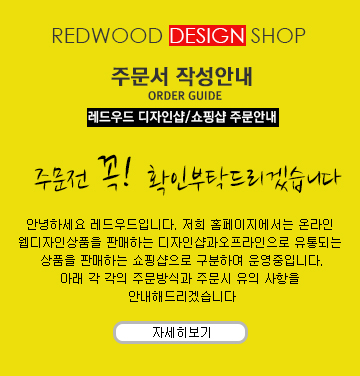 REDWOOD DESIGN SHOP
주문서 작성안내
ORDER GUIDE
레드우드 디자인샵/쇼핑샵 주문안내
주문전 꼭! 확인부탁드리겠습니다
안녕하세요 레드우드입니다. 저희 홈페이지에서는 온라인
웹디자인상품을 판매하는 디자인샵과오프라인으로 유통되는
상품을 판매하는 쇼핑샵으로 구분하며 운영중입니다.
아래 각 각의 주문방식과 주문시 유의 사항을
안내해드리겠습니다
자세히보기